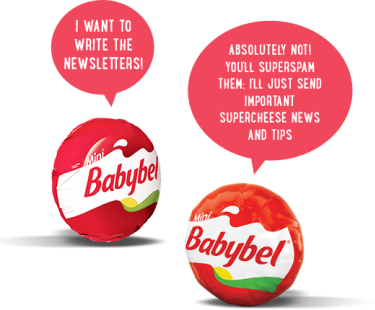 I WANT TO
WRITE THE
NEWSLETTERS!
ABSOLUTELY NOT!
YOU'LL SUPERSPAM
THEM; I'LL JUST SEND
IMPORTANT
SUPERCHEESE NEWS
AND TIPS
Mini
Babybel
Mini
Babybel